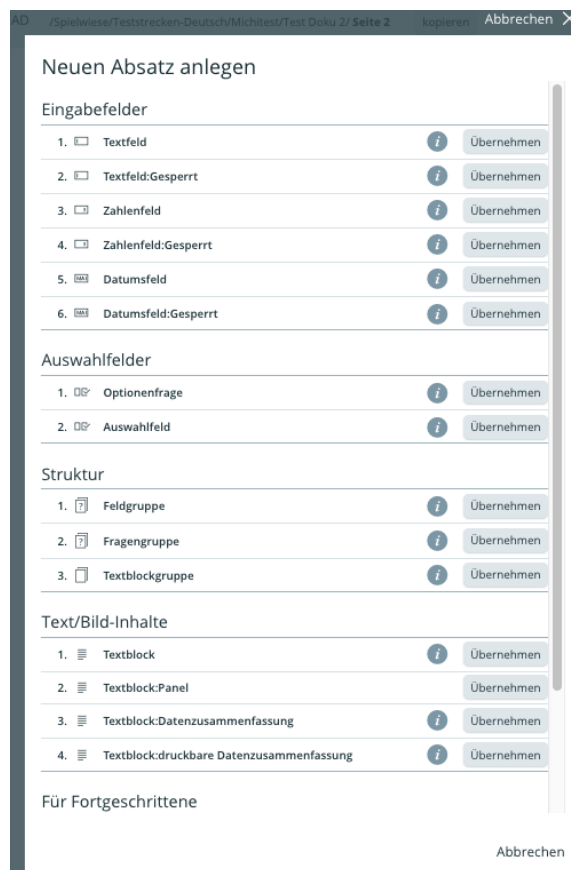 AD /Spielwiese/Teststrecken-Deutsch/Michitest/Test Doku 2/ Seite 2 kopieren Abbrechen
Neuen Absatz anlegen
Eingabefelder
1. Textfeld i Übernehmen
2. Textfeld:Gesperrt i Übernehmen
3. Zahlenfeld i Übernehmen
4. Zahlenfeld:Gesperrt i Übernehmen
5. Datumsfeld i Übernehmen
6. Datumsfeld:Gesperrt i Übernehmen
Auswahlfelder
1. Optionenfrage i Übernehmen
2. Auswahlfeld i Übernehmen
Struktur
1. ? Feldgruppe i Übernehmen
2. ? Fragengruppe i Übernehmen
3. Textblockgruppe i Übernehmen
Text/Bild-Inhalte
1. Textblock i Übernehmen
2. Textblock:Panel Übernehmen
3. Textblock:Datenzusammenfassung i Übernehmen
4. Textblock:druckbare Datenzusammenfassung i Übernehmen
Für Fortgeschrittene
Abbrechen